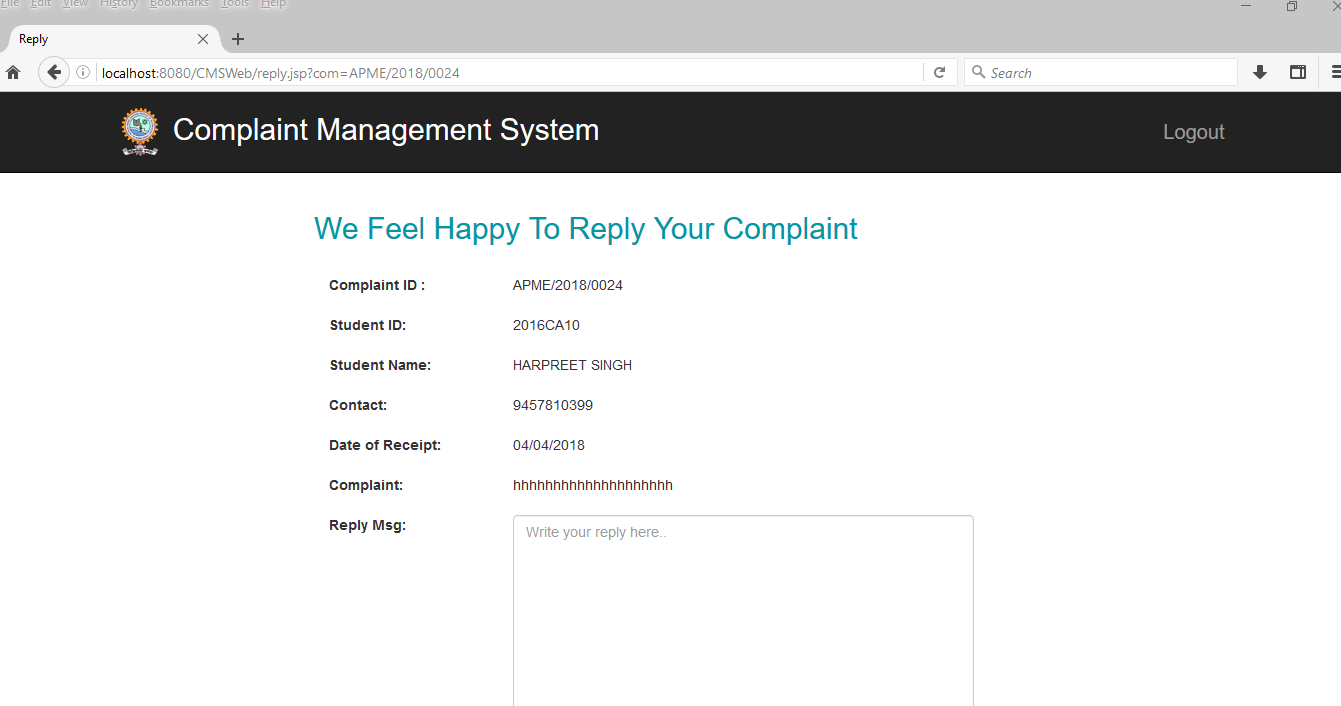 File Edit View History Bookmarks Tools Help
Reply
localhost:8080/CMSWeb/reply.jsp?com=APME/2018/0024
Search
Complaint Management System
Logout
We Feel Happy To Reply Your Complaint
Complaint ID : APME/2018/0024
Student ID: 2016CA10
Student Name: HARPREET SINGH
Contact: 9457810399
Date of Receipt: 04/04/2018
Complaint: hhhhhhhhhhhhhhhhhhhh
Reply Msg: Write your reply here..